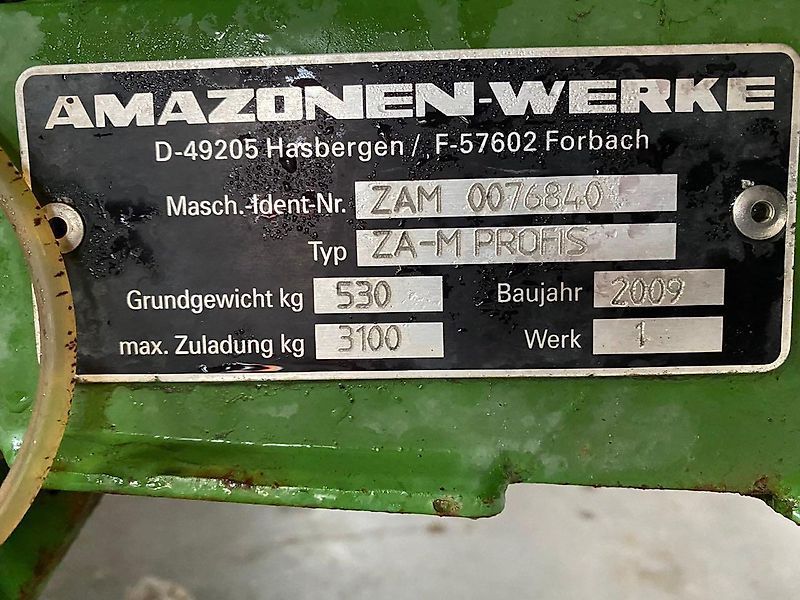 AMAZONEN-WERKE
D-49205 Hasbergen / F-57602 Forbach
Masch.-Ident-Nr. ZAM 0076840
Typ ZA-M PROFIS
Grundgewicht kg 530 Baujahr 2009
max. Zuladung kg 3100 Werk 1